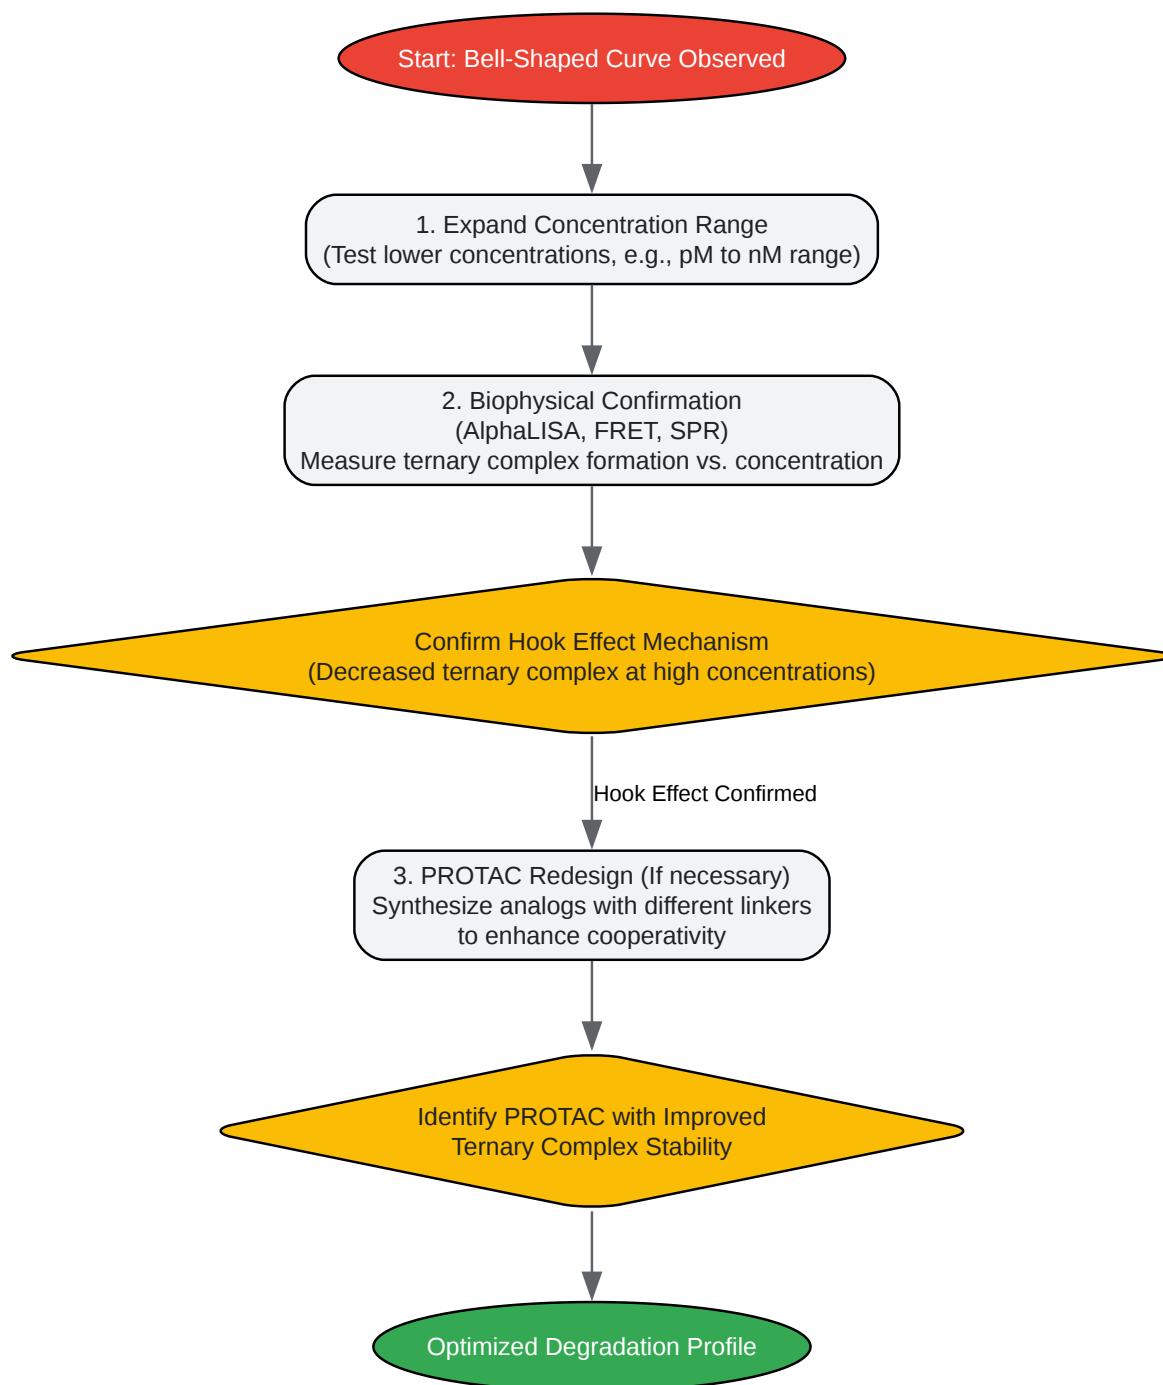 Start: Bell-Shaped Curve Observed
1. Expand Concentration Range
(Test lower concentrations, e.g., pM to nM range)
2. Biophysical Confirmation
(AlphaLISA, FRET, SPR)
Measure ternary complex formation vs. concentration
Confirm Hook Effect Mechanism
(Decreased ternary complex at high concentrations)
Hook Effect Confirmed
3. PROTAC Redesign (If necessary)
Synthesize analogs with different linkers
to enhance cooperativity
Identify PROTAC with Improved
Ternary Complex Stability
Optimized Degradation Profile